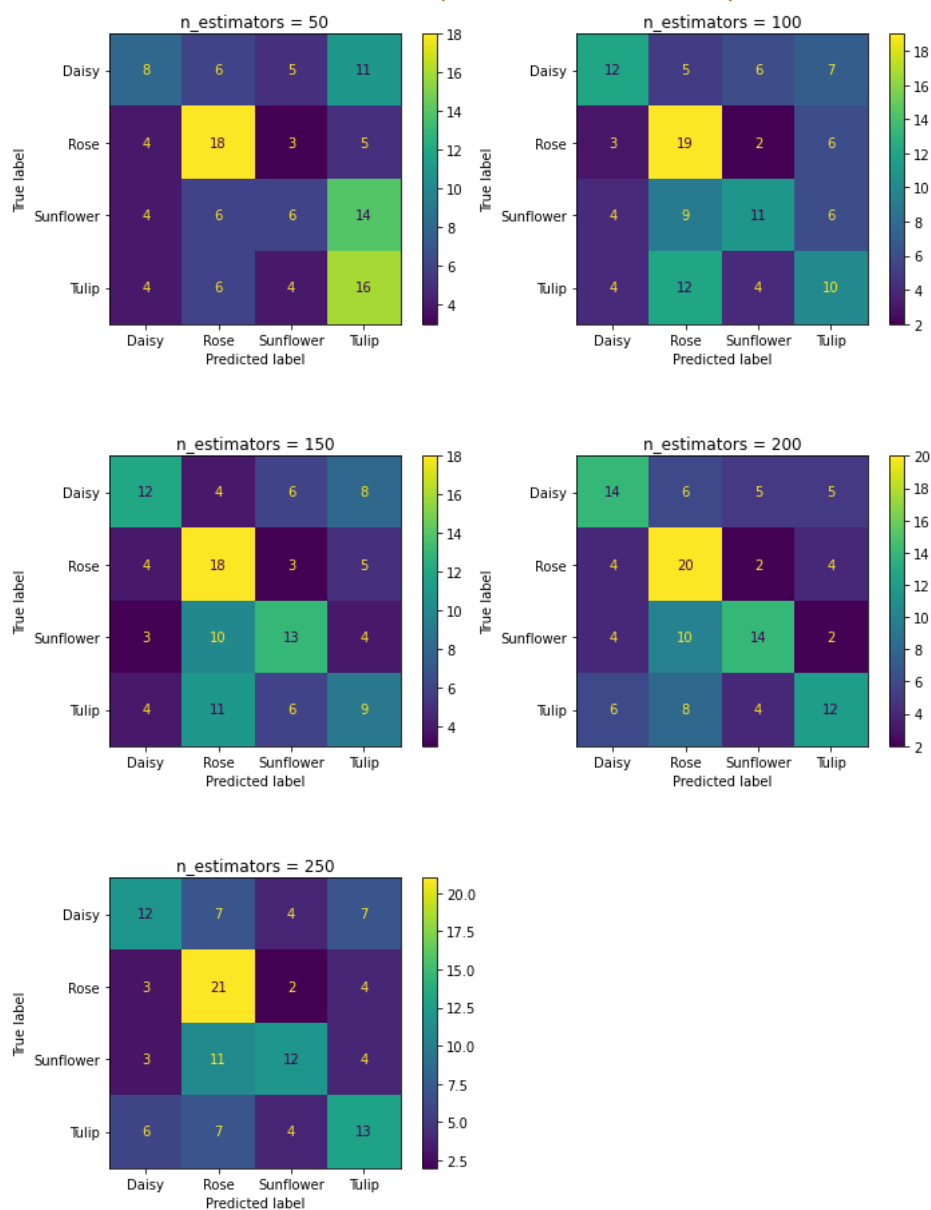 n_estimators = 50
Daisy 8 6 5 11
Rose 4 18 3 5
Sunflower 4 6 6 14
Tulip 4 6 4 16
Daisy Rose Sunflower Tulip
Predicted label
True label
18
16
14
12
10
8
6
4
n_estimators = 100
Daisy 12 5 6 7
Rose 3 19 2 6
Sunflower 4 9 11 6
Tulip 4 12 4 10
Daisy Rose Sunflower Tulip
Predicted label
True label
18
16
14
12
10
8
6
4
2
n_estimators = 150
Daisy 12 4 6 8
Rose 4 18 3 5
Sunflower 3 10 13 4
Tulip 4 11 6 9
Daisy Rose Sunflower Tulip
Predicted label
True label
18
16
14
12
10
8
6
4
n_estimators = 200
Daisy 14 6 5 5
Rose 4 20 2 4
Sunflower 4 10 14 2
Tulip 6 8 4 12
Daisy Rose Sunflower Tulip
Predicted label
True label
20
18
16
14
12
10
8
6
4
2
n_estimators = 250
Daisy 12 7 4 7
Rose 3 21 2 4
Sunflower 3 11 12 4
Tulip 6 7 4 13
Daisy Rose Sunflower Tulip
Predicted label
True label
20.0
17.5
15.0
12.5
10.0
7.5
5.0
2.5